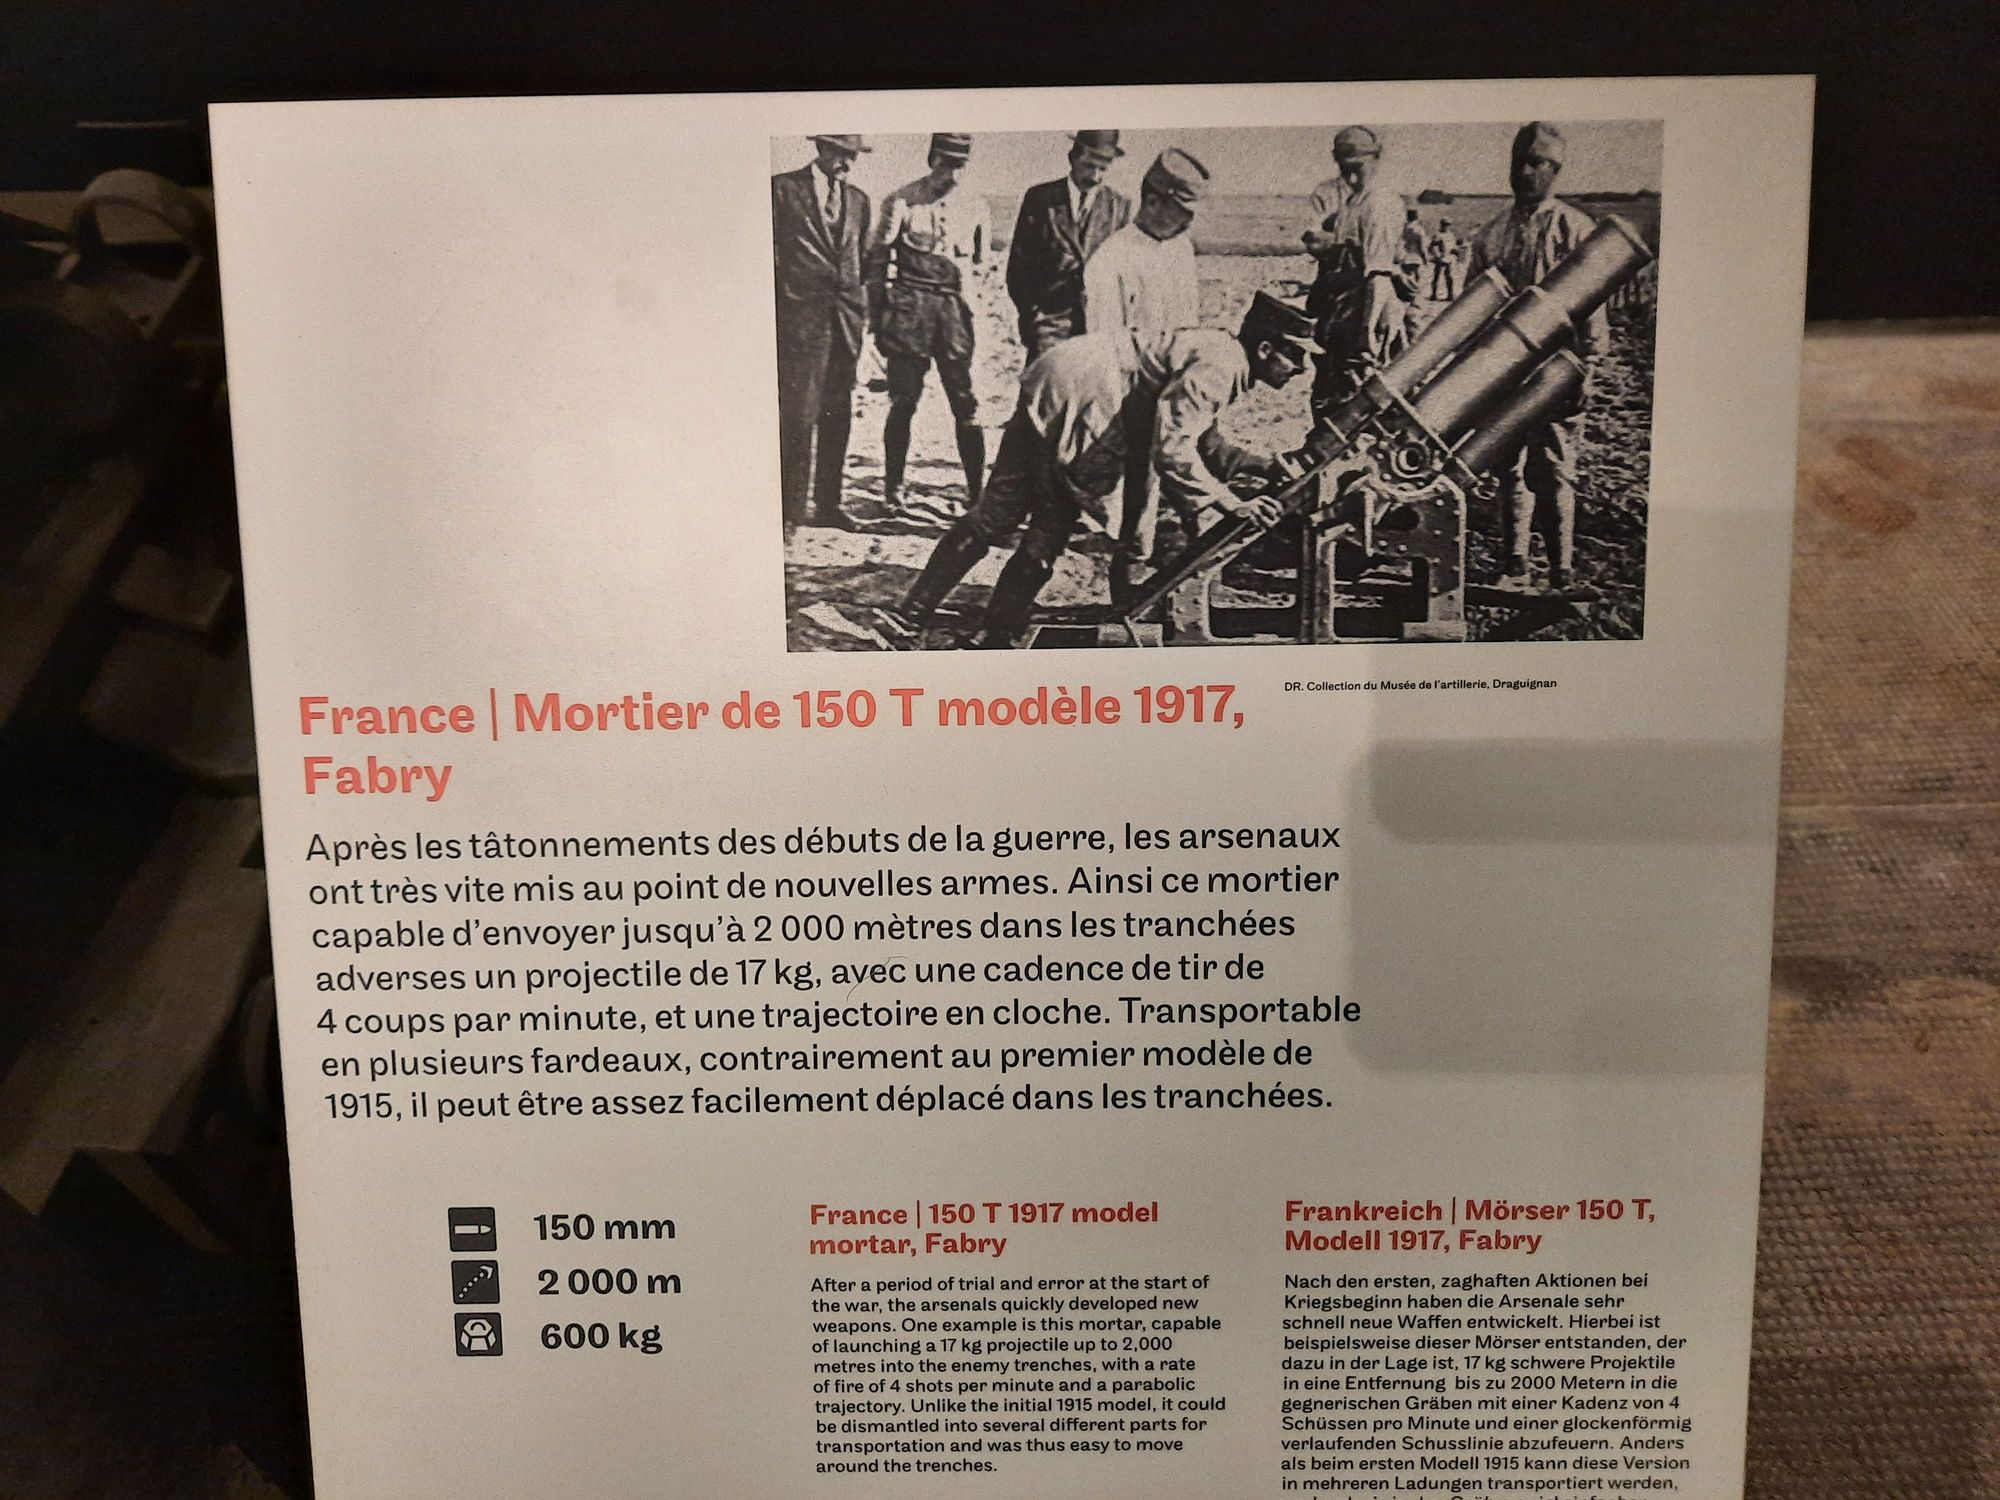 DR. Collection du Musée de l'artillerie, Draguignan
France | Mortier de 150 T modèle 1917,
Fabry
Après les tâtonnements des débuts de la guerre, les arsenaux
ont très vite mis au point de nouvelles armes. Ainsi ce mortier
capable d'envoyer jusqu'à 2 000 mètres dans les tranchées
adverses un projectile de 17 kg, avec une cadence de tir de
4 coups par minute, et une trajectoire en cloche. Transportable
en plusieurs fardeaux, contrairement au premier modèle de
1915, il peut être assez facilement déplacé dans les tranchées.
150 mm
2 000 m
600 kg
France | 150 T 1917 model
mortar, Fabry
After a period of trial and error at the start of
the war, the arsenals quickly developed new
weapons. One example is this mortar, capable
of launching a 17 kg projectile up to 2,000
metres into the enemy trenches, with a rate
of fire of 4 shots per minute and a parabolic
trajectory. Unlike the initial 1915 model, it could
be dismantled into several different parts for
transportation and was thus easy to move
around the trenches.
Frankreich | Mörser 150 T,
Modell 1917, Fabry
Nach den ersten, zaghaften Aktionen bei
Kriegsbeginn haben die Arsenale sehr
schnell neue Waffen entwickelt. Hierbei ist
beispielsweise dieser Mörser entstanden, der
dazu in der Lage ist, 17 kg schwere Projektile
in eine Entfernung bis zu 2000 Metern in die
gegnerischen Gräben mit einer Kadenz von 4
Schüssen pro Minute und einer glockenförmig
verlaufenden Schusslinie abzufeuern. Anders
als beim ersten Modell 1915 kann diese Version
in mehreren Ladungen transportiert werden,